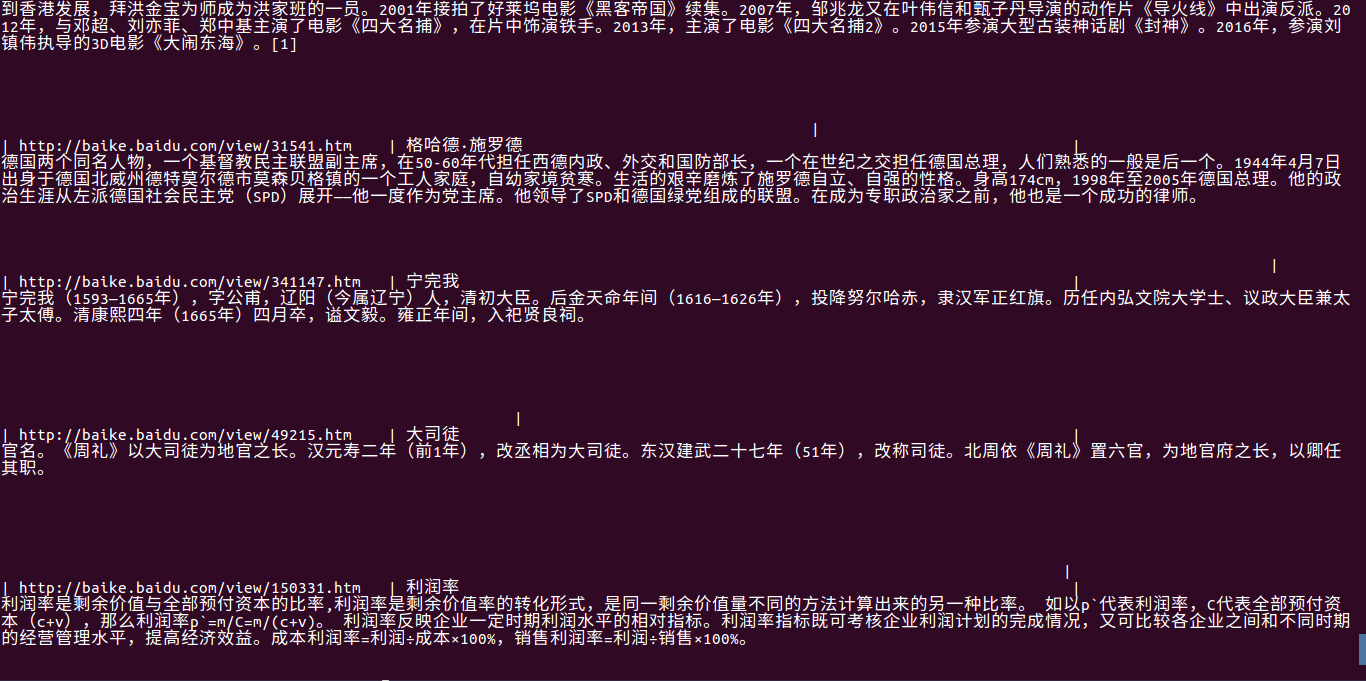 到香港发展，拜洪金宝为师成为洪家班的一员。2001年接拍了好莱坞电影《黑客帝国》续集。2007年，邹兆龙又在叶伟信和甄子丹导演的动作片《导火线》中出演反派。20
12年，与邓超、刘亦菲、郑中基主演了电影《四大名捕》，在片中饰演铁手。2013年，主演了电影《四大名捕2》。2015年参演大型古装神话剧《封神》。2016年，参演刘
镇伟执导的3D电影《大闹东海》。[1]
|
| http://baike.baidu.com/view/31541.htm | 格哈德·施罗德 |
德国两个同名人物，一个基督教民主联盟副主席，在50-60年代担任西德内政、外交和国防部长，一个在世纪之交担任德国总理，人们熟悉的一般是后一个。1944年4月7日
出身于德国北威州德特莫尔德市莫森贝格镇的一个工人家庭，自幼家境贫寒。生活的艰辛磨炼了施罗德自立、自强的性格。身高174cm，1998年至2005年德国总理。他的政
治生涯从左派德国社会民主党（SPD）展开——他一度作为党主席。他领导了SPD和德国绿党组成的联盟。在成为专职政治家之前，他也是一个成功的律师。
|
| http://baike.baidu.com/view/341147.htm | 宁完我 |
宁完我（1593—1665年），字公甫，辽阳（今属辽宁）人，清初大臣。后金天命年间（1616—1626年），投降努尔哈赤，隶汉军正红旗。历任内弘文院大学士、议政大臣兼太
子太傅。清康熙四年（1665年）四月卒，谥文毅。雍正年间，入祀贤良祠。
|
| http://baike.baidu.com/view/49215.htm | 大司徒 |
官名。《周礼》以大司徒为地官之长。汉元寿二年（前1年），改丞相为大司徒。东汉建武二十七年（51年），改称司徒。北周依《周礼》置六官，为地官府之长，以卿任
其职。
|
| http://baike.baidu.com/view/150331.htm | 利润率 |
利润率是剩余价值与全部预付资本的比率,利润率是剩余价值率的转化形式，是同一剩余价值量不同的方法计算出来的另一种比率。 如以p`代表利润率，C代表全部预付资
本（c+v），那么利润率p`=m/C=m/(c+v)。 利润率反映企业一定时期利润水平的相对指标。利润率指标既可考核企业利润计划的完成情况，又可比较各企业之间和不同时期
的经营管理水平，提高经济效益。成本利润率=利润÷成本×100%，销售利润率=利润÷销售×100%。